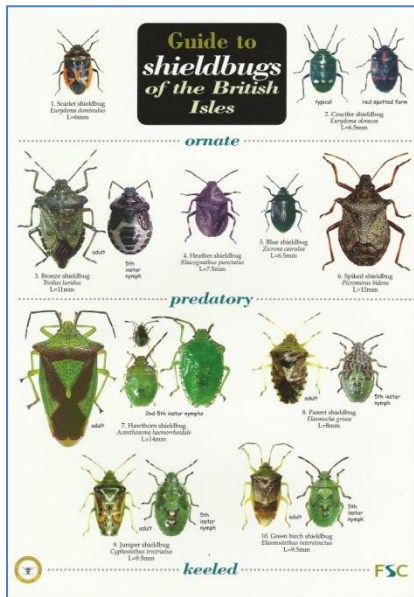 Guide to
shieldbugs
of the British
Isles
1. Scarlet shieldbug
Eurydema dominulus
L=6mm
typical
red-spotted form
2. Crucifer shieldbug
Eurydema oleracea
L=6.5mm
ornate
adult
5th
instar
nymph
3. Bronze shieldbug
Troilus luridus
L=11mm
4. Heather shieldbug
Rhacognathus punctatus
L=7.5mm
5. Blue shieldbug
Zicrona caerulea
L=6.5mm
6. Spiked shieldbug
Picromerus bidens
L=12mm
predatory
adult
2nd-5th instar nymphs
7. Hawthorn shieldbug
Acanthosoma haemorrhoidale
L=14mm
adult
5th instar
nymph
8. Parent shieldbug
Elasmucha grisea
L=8mm
adult
5th
instar
nymph
9. Juniper shieldbug
Cyphostethus tristriatus
L=9.5mm
adult
5th
instar
nymph
10. Green birch shieldbug
Elasmostethus interstinctus
L=9.5mm
keeled
FSC